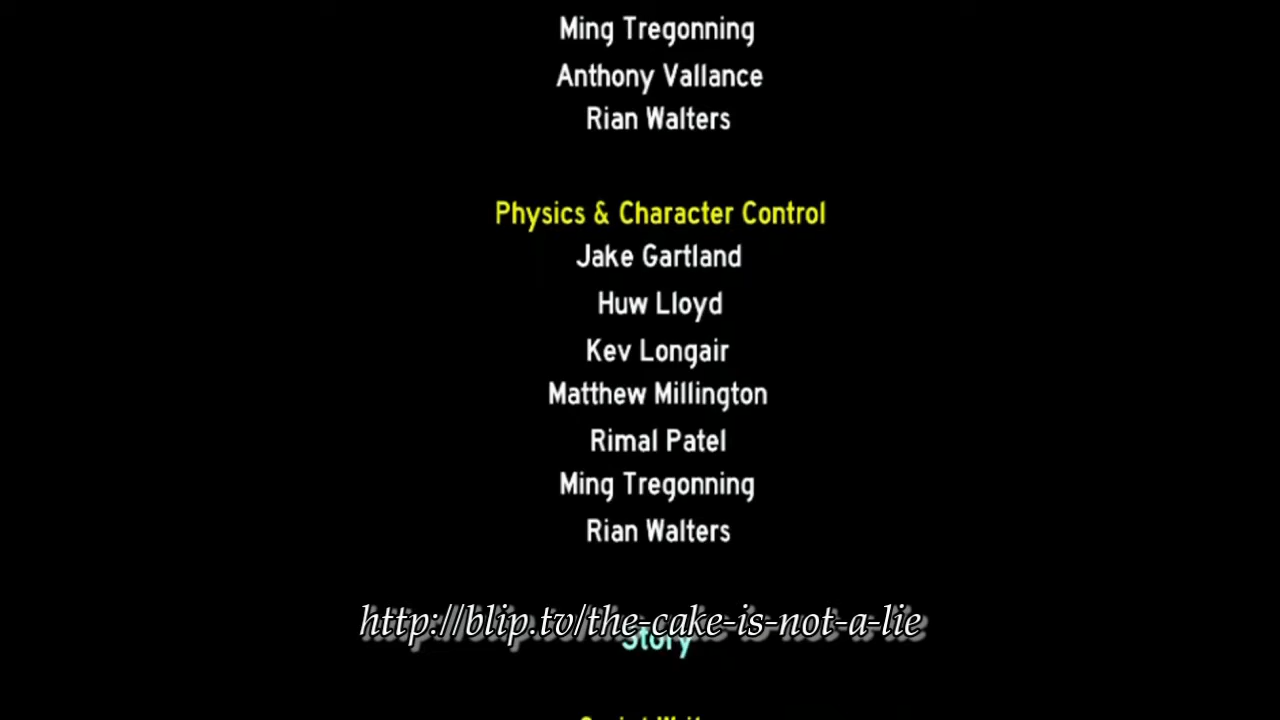 Ming Tregonning
Anthony Vallance
Rian Walters
Physics & Character Control
Jake Gartland
Huw Lloyd
Kev Longair
Matthew Millington
Rimal Patel
Ming Tregonning
Rian Walters
http://blip.tv/the-cake-is-not-a-lie
Story